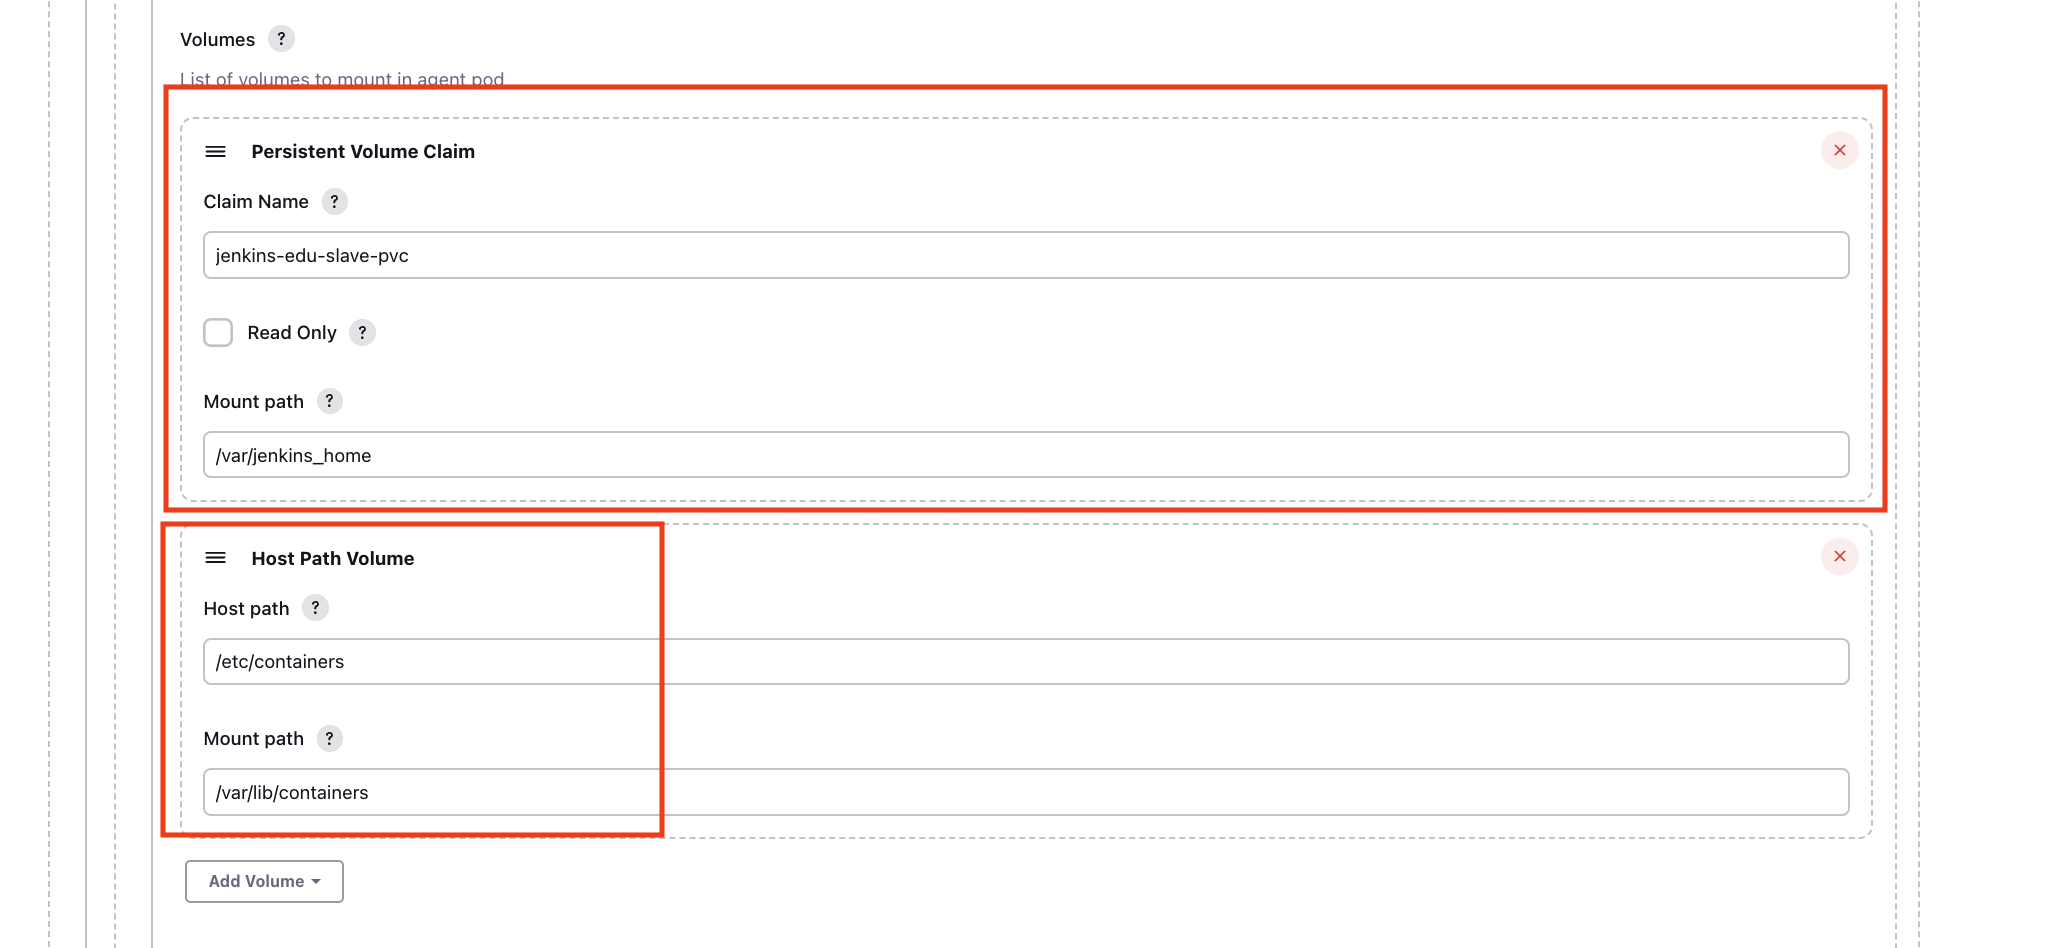 Volumes ?
List of volumes to mount in agent pod
Persistent Volume Claim
Claim Name ?
jenkins-edu-slave-pvc
Read Only ?
Mount path ?
/var/jenkins_home
Host Path Volume
Host path ?
/etc/containers
Mount path ?
/var/lib/containers
Add Volume